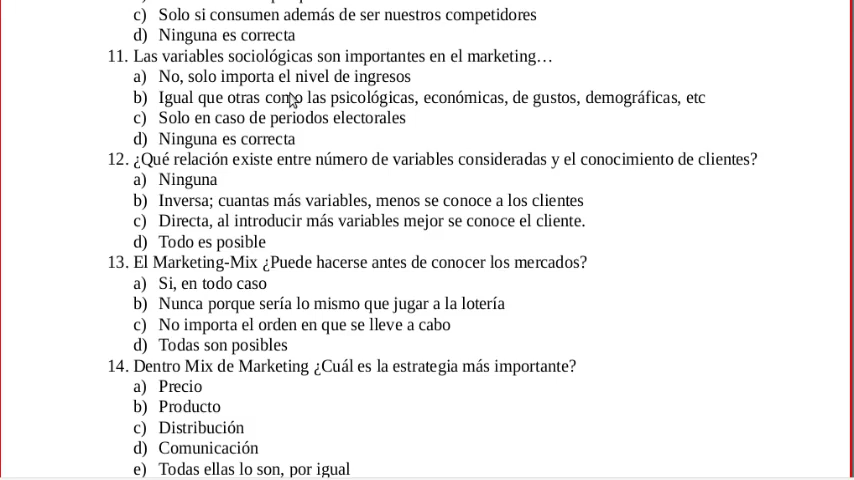 c) Solo si consumen además de ser nuestros competidores
d) Ninguna es correcta
11. Las variables sociológicas son importantes en el marketing…
a) No, solo importa el nivel de ingresos
b) Igual que otras como las psicológicas, económicas, de gustos, demográficas, etc
c) Solo en caso de periodos electorales
d) Ninguna es correcta
12. ¿Qué relación existe entre número de variables consideradas y el conocimiento de clientes?
a) Ninguna
b) Inversa; cuantas más variables, menos se conoce a los clientes
c) Directa, al introducir más variables mejor se conoce el cliente.
d) Todo es posible
13. El Marketing-Mix ¿Puede hacerse antes de conocer los mercados?
a) Si, en todo caso
b) Nunca porque sería lo mismo que jugar a la lotería
c) No importa el orden en que se lleve a cabo
d) Todas son posibles
14. Dentro Mix de Marketing ¿Cuál es la estrategia más importante?
a) Precio
b) Producto
c) Distribución
d) Comunicación
e) Todas ellas lo son, por igual